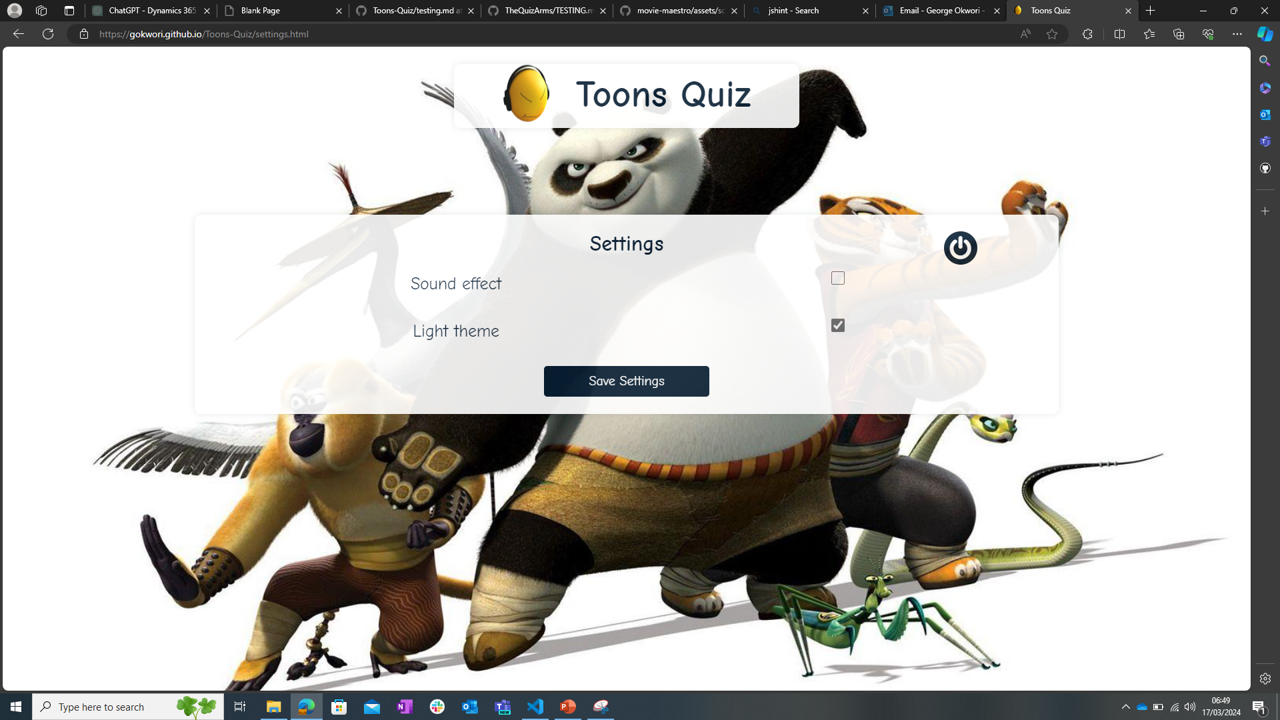 ChatGPT - Dynamics 365
Blank Page
Toons-Quiz/testing.md at
TheQuizArms/TESTING.m
movie-maestro/assets/sc
jshint - Search
Email - George Okwori -
Toons Quiz
https://gokwori.github.io/Toons-Quiz/settings.html
Toons Quiz
Settings
Sound effect
Light theme
Save Settings
Type here to search
06:49
17/03/2024